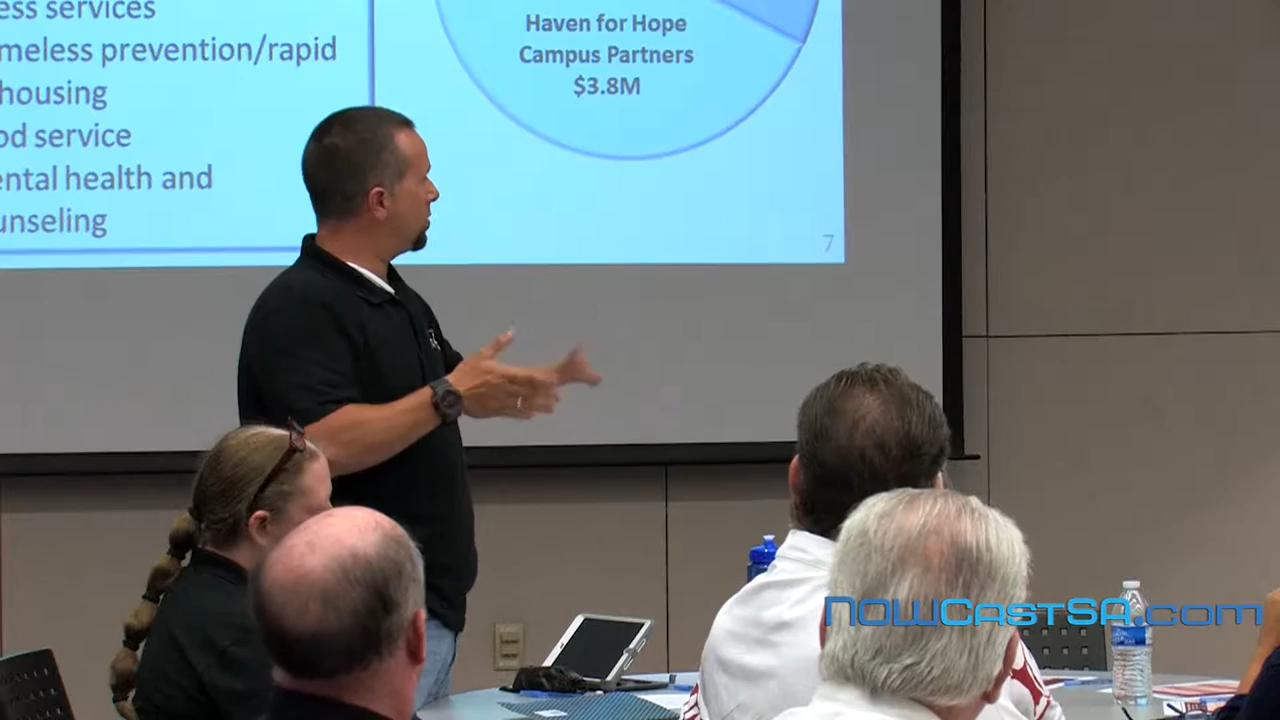 ess services
meless prevention/rapid
housing
od service
ental health and
unseling
Haven for Hope
Campus Partners
$3.8M
7
NOWCastSA.com